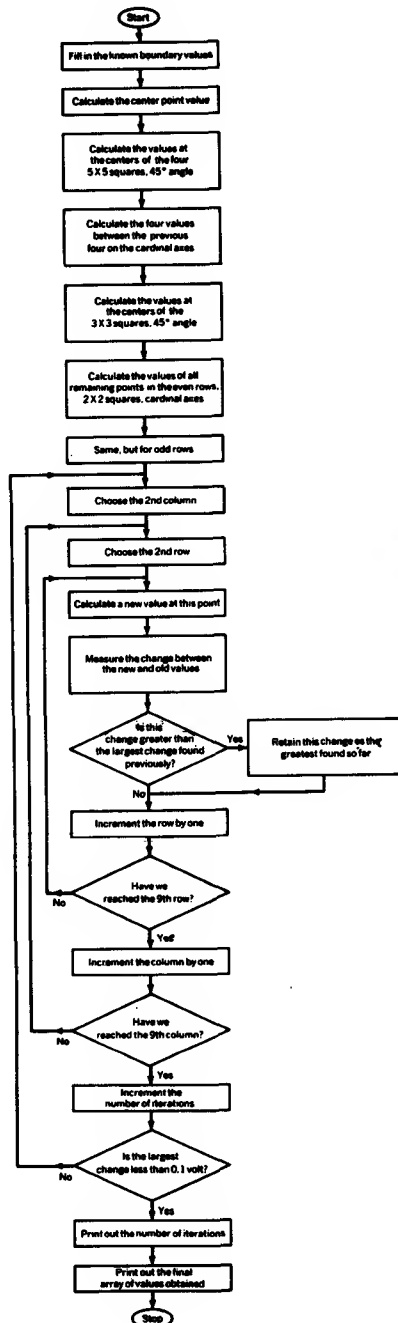 Start
Fill in the known boundary values
Calculate the center point value
Calculate the values at
the centers of the four
5 X 5 squares, 45° angle
Calculate the four values
between the previous
four on the cardinal axes
Calculate the values at
the centers of the
3 X 3 squares, 45° angle
Calculate the values of all
remaining points in the even rows,
2 X 2 squares, cardinal axes
Same, but for odd rows
Choose the 2nd column
Choose the 2nd row
Calculate a new value at this point
Measure the change between
the new and old values
Is this
change greater than
the largest change found
previously?
Yes
Retain this change as the
greatest found so far
No
Increment the row by one
Have we
reached the 9th row?
No
Yes
Increment the column by one
Have we
reached the 9th column?
No
Yes
Increment the
number of iterations
Is the largest
change less than 0.1 volt?
No
Yes
Print out the number of iterations
Print out the final
array of values obtained
Stop